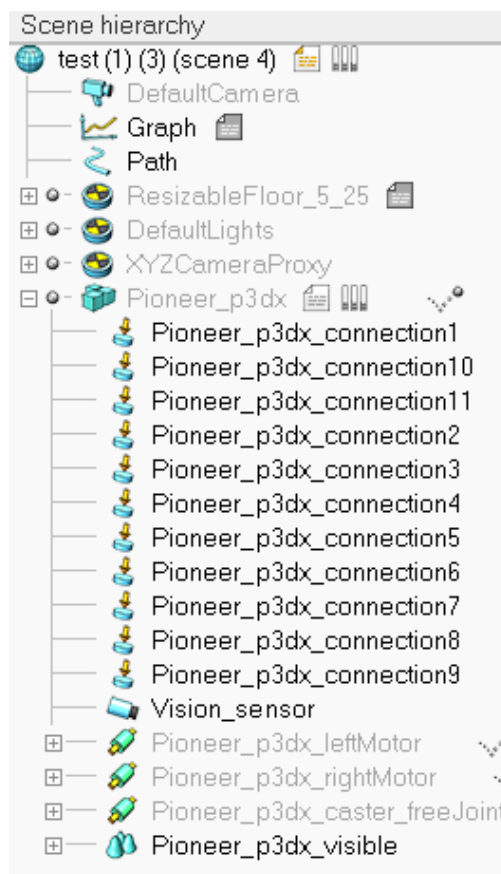 Scene hierarchy
test (1) (3) (scene 4)
DefaultCamera
Graph
Path
ResizableFloor_5_25
DefaultLights
XYZCameraProxy
Pioneer_p3dx
Pioneer_p3dx_connection1
Pioneer_p3dx_connection10
Pioneer_p3dx_connection11
Pioneer_p3dx_connection2
Pioneer_p3dx_connection3
Pioneer_p3dx_connection4
Pioneer_p3dx_connection5
Pioneer_p3dx_connection6
Pioneer_p3dx_connection7
Pioneer_p3dx_connection8
Pioneer_p3dx_connection9
Vision_sensor
Pioneer_p3dx_leftMotor
Pioneer_p3dx_rightMotor
Pioneer_p3dx_caster_freeJoint
Pioneer_p3dx_visible